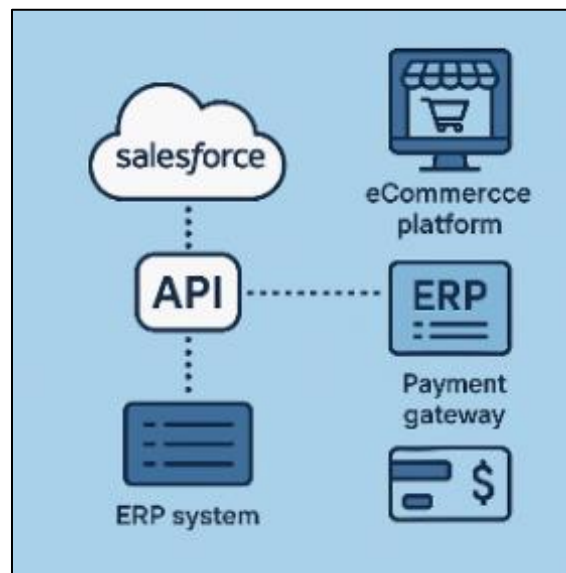 salesforce
eCommercce
platform
API
ERP
Payment
gateway
ERP system
$